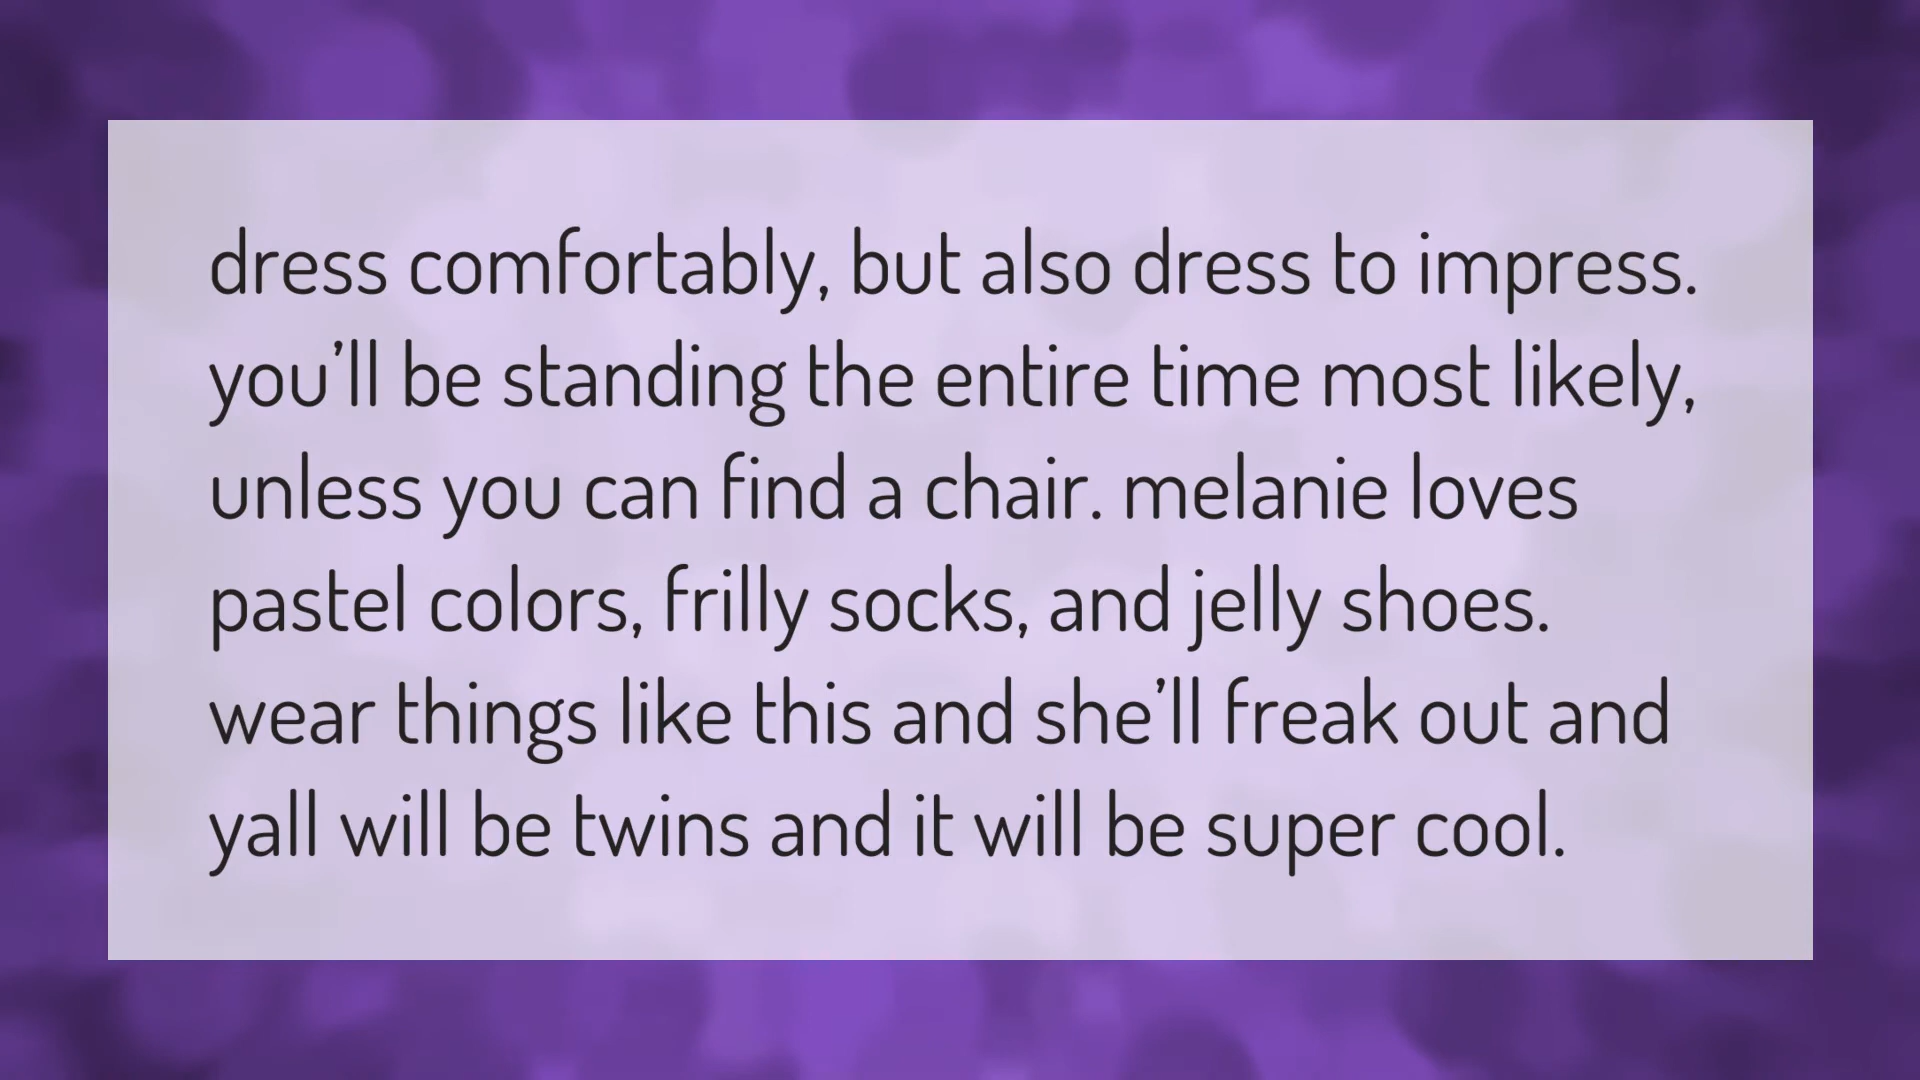 dress comfortably, but also dress to impress.
you'll be standing the entire time most likely,
unless you can find a chair. melanie loves
pastel colors, frilly socks, and jelly shoes.
wear things like this and she'll freak out and
yall will be twins and it will be super cool.